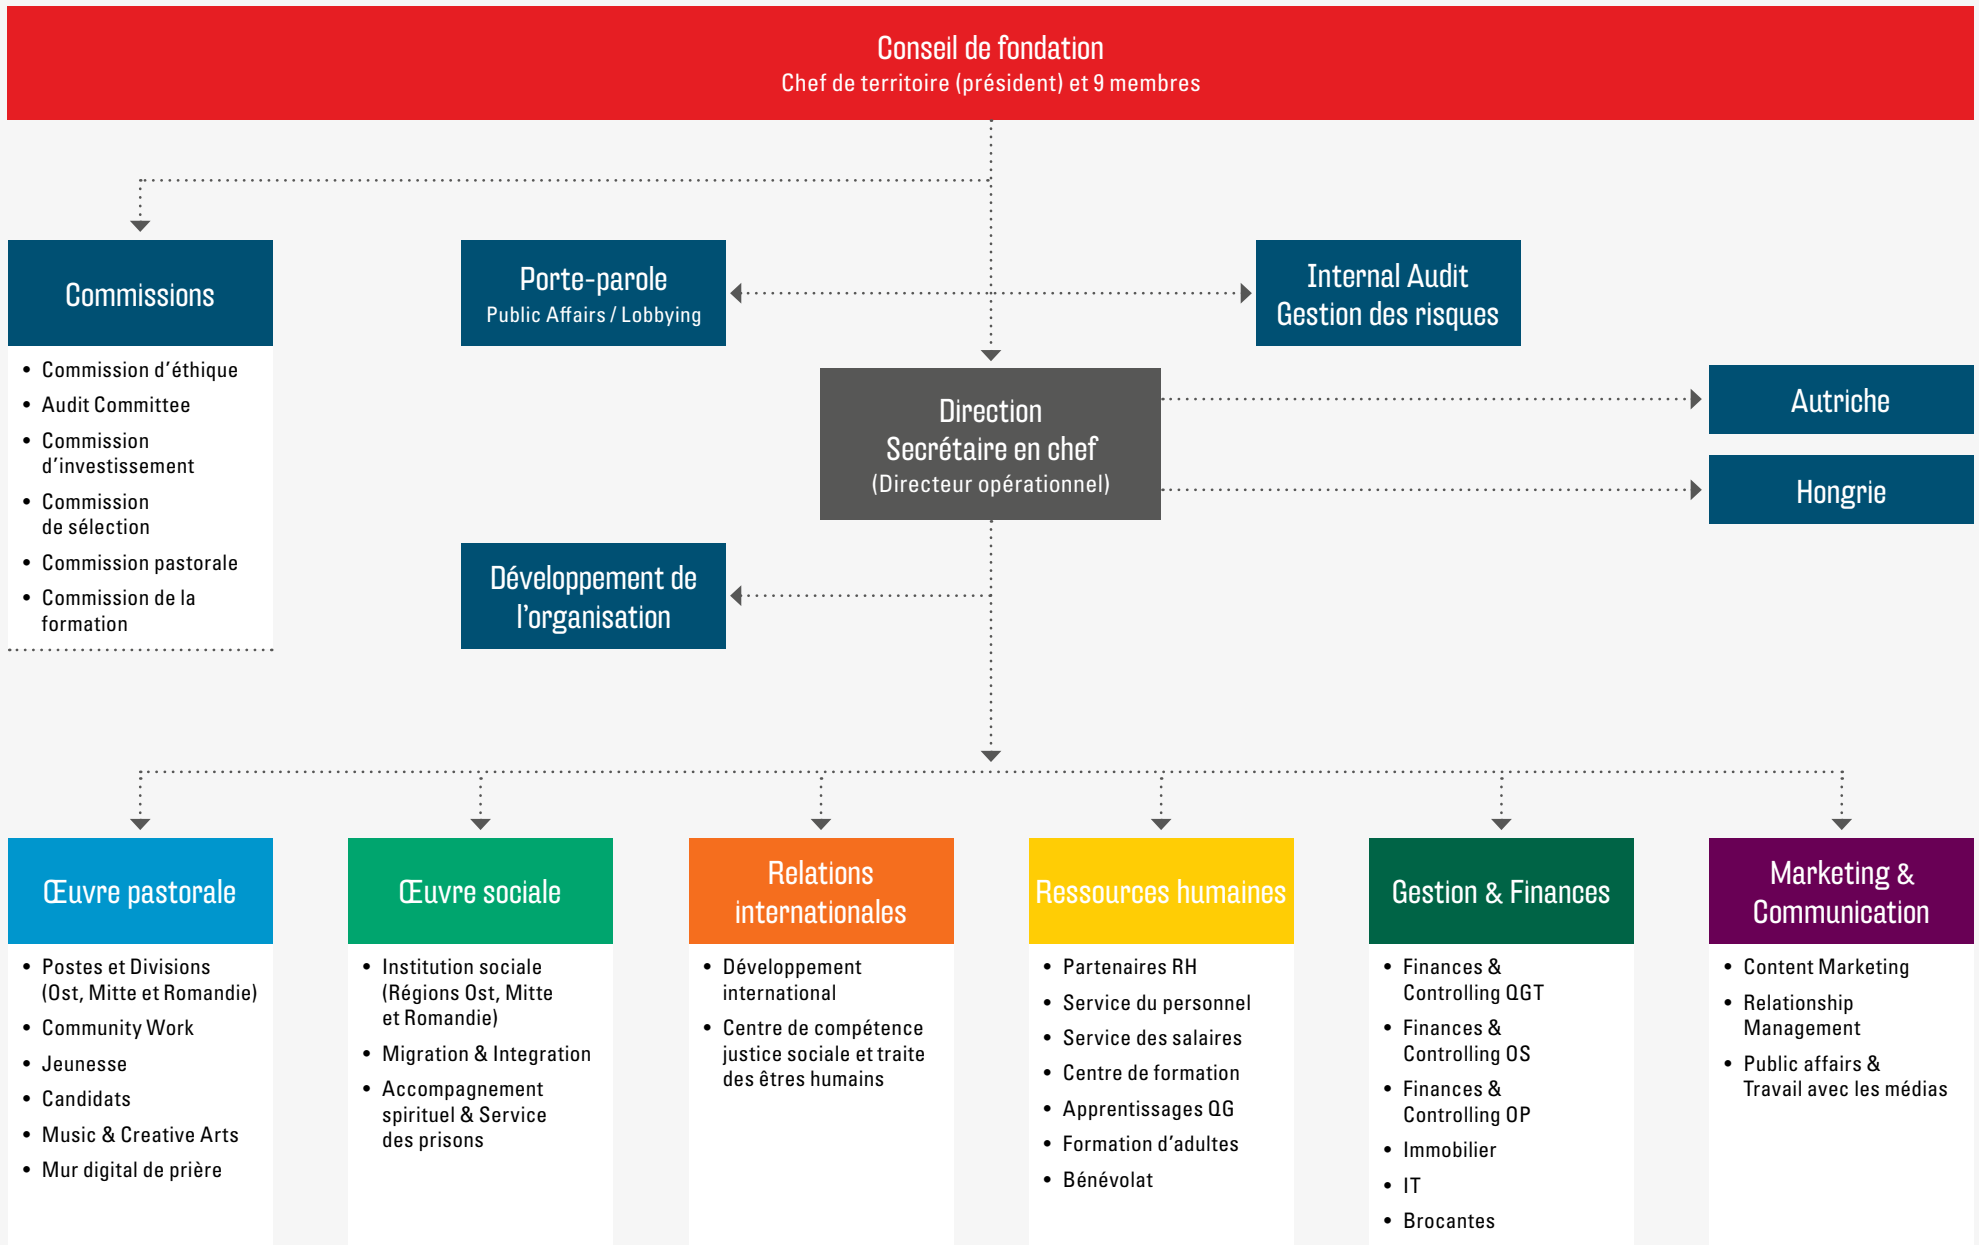 Conseil de fondation
Chef de territoire (président) et 9 membres
Commissions
• Commission d’éthique
• Audit Committee
• Commission
d’investissement
• Commission
de sélection
• Commission pastorale
• Commission de la
formation
Porte-parole
Public Affairs / Lobbying
Internal Audit
Gestion des risques
Direction
Secrétaire en chef
(Directeur opérationnel)
Autriche
Hongrie
Développement de
l’organisation
Œuvre pastorale
• Postes et Divisions
(Ost, Mitte et Romandie)
• Community Work
• Jeunesse
• Candidats
• Music & Creative Arts
• Mur digital de prière
Œuvre sociale
• Institution sociale
(Régions Ost, Mitte
et Romandie)
• Migration & Integration
• Accompagnement
spirituel & Service
des prisons
Relations
internationales
• Développement
international
• Centre de compétence
justice sociale et traite
des êtres humains
Ressources humaines
• Partenaires RH
• Service du personnel
• Service des salaires
• Centre de formation
• Apprentissages QG
• Formation d’adultes
• Bénévolat
Gestion & Finances
• Finances &
Controlling QGT
• Finances &
Controlling OS
• Finances &
Controlling OP
• Immobilier
• IT
• Brocantes
Marketing &
Communication
• Content Marketing
• Relationship
Management
• Public affairs &
Travail avec les médias